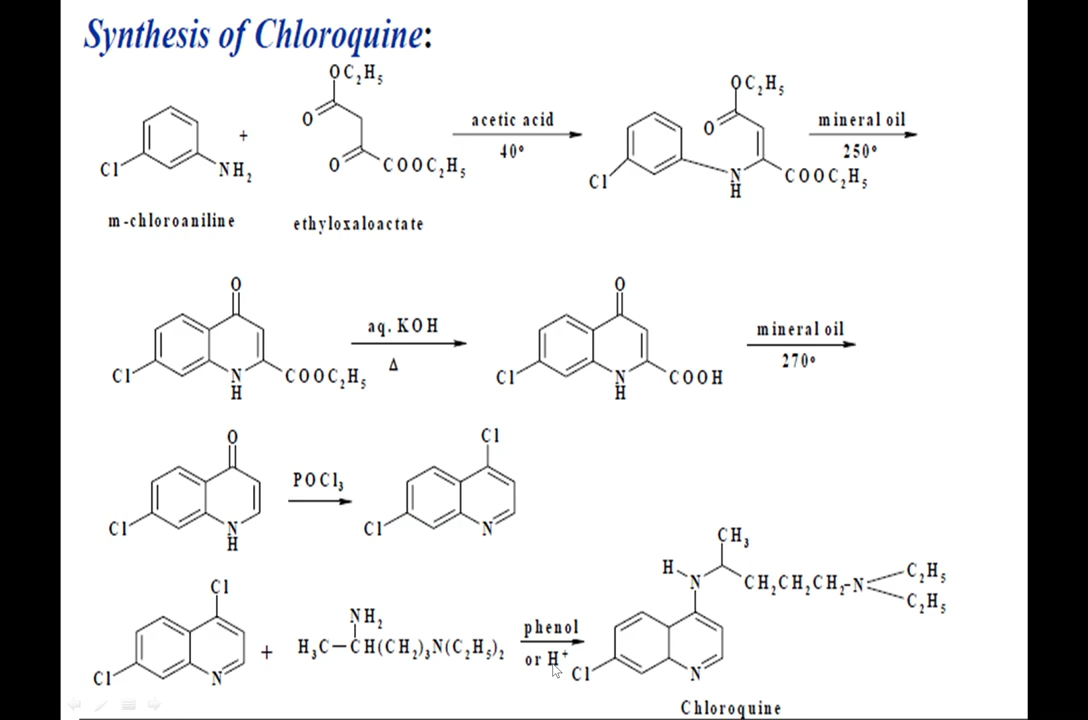 Synthesis of Chloroquine:
OC₂H₅
O
Cl
NH₂
+
O
COOC₂H₅
acetic acid
40°
OC₂H₅
O
Cl
N
H
COOC₂H₅
mineral oil
250°
m-chloroaniline
ethyloxaloactate
O
Cl
N
H
COOC₂H₅
aq. KOH
Δ
O
Cl
N
H
COOH
mineral oil
270°
O
Cl
N
H
POCl₃
Cl
Cl
N
Cl
Cl
N
+
NH₂
H₃C–CH(CH₂)₃N(C₂H₅)₂
phenol
or H⁺
CH₃
H
N
CH₂CH₂CH₂-N
C₂H₅
C₂H₅
Cl
N
Chloroquine